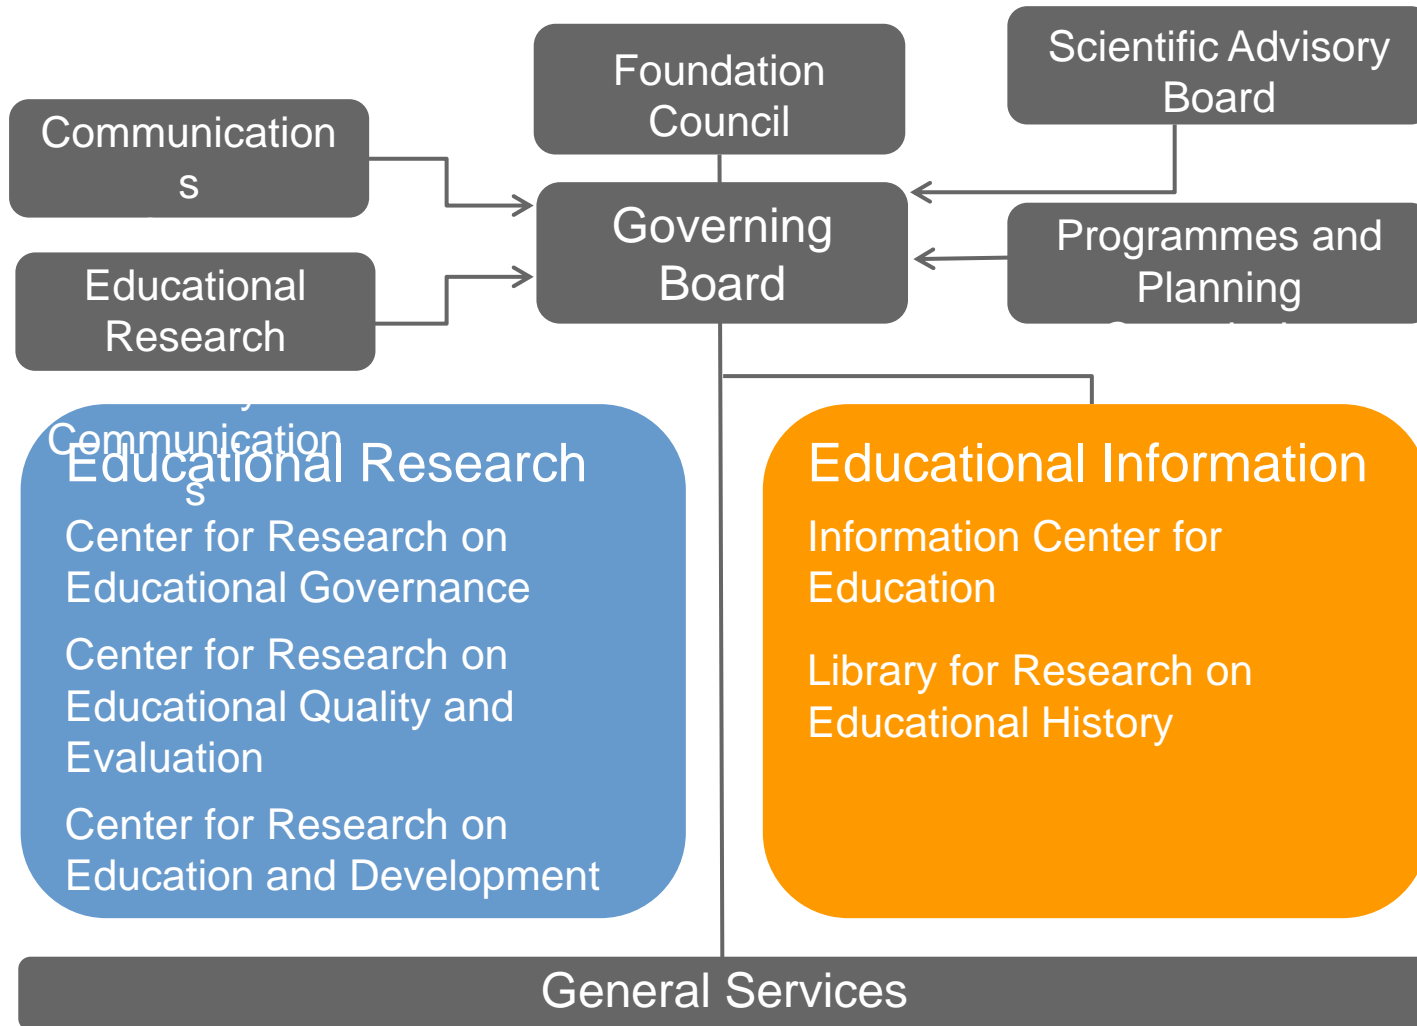 Scientific Advisory
Board
Foundation
Council
Communication
s
Governing
Board
Programmes and
Planning
Educational
Research
Communication
s
Educational Research
Center for Research on
Educational Governance
Center for Research on
Educational Quality and
Evaluation
Center for Research on
Education and Development
Educational Information
Information Center for
Education
Library for Research on
Educational History
General Services